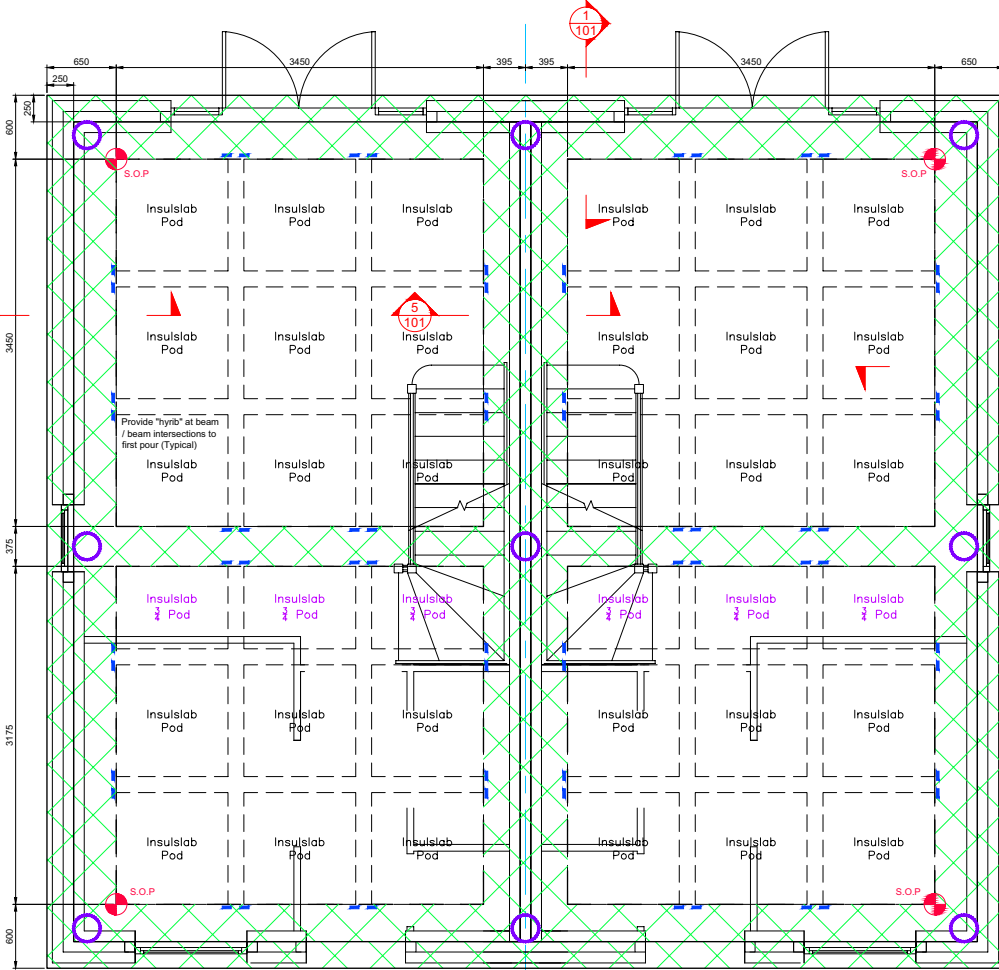 1
101
650
3450
395
395
3450
650
250
250
600
S.O.P
S.O.P
Insulslab
Pod
Insulslab
Pod
Insulslab
Pod
Insulslab
Pod
Insulslab
Pod
Insulslab
Pod
5
101
3450
Insulslab
Pod
Insulslab
Pod
Insulslab
Pod
Insulslab
Pod
Insulslab
Pod
Insulslab
Pod
Provide "hyrib" at beam
/ beam intersections to
first pour (Typical)
Insulslab
Pod
Insulslab
Pod
Insulslab
Pod
Insulslab
Pod
Insulslab
Pod
Insulslab
Pod
375
Insulslab
3/4 Pod
Insulslab
3/4 Pod
Insulslab
3/4 Pod
Insulslab
3/4 Pod
Insulslab
3/4 Pod
Insulslab
3/4 Pod
3175
Insulslab
Pod
Insulslab
Pod
Insulslab
Pod
Insulslab
Pod
Insulslab
Pod
Insulslab
Pod
Insulslab
Pod
Insulslab
Pod
Insulslab
Pod
Insulslab
Pod
Insulslab
Pod
Insulslab
Pod
S.O.P
S.O.P
600